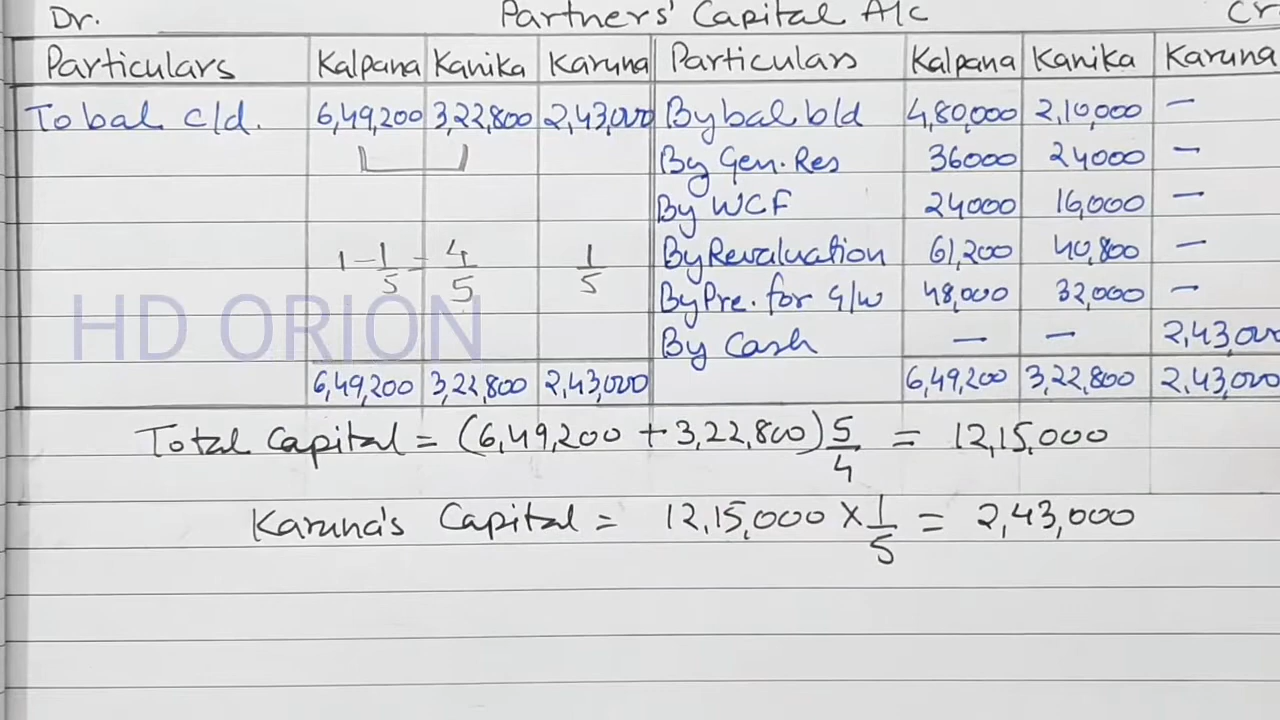 Dr. Partners' Capital A/c Cr
Particulars Kalpana Kanika Karuna Particulars Kalpana Kanika Karuna
To bal c/d. 6,49,200 3,22,800 2,43,000 By bal b/d 4,80,000 2,10,000 —
By Gen. Res 36000 24000 —
By WCF 24000 16,000 —
1 - 1/5 = 4/5 1/5 By Revaluation 61,200 40,800 —
By Pre. for G/w 48,000 32,000 —
HD ORION
By Cash — — 2,43,000
6,49,200 3,22,800 2,43,000 6,49,200 3,22,800 2,43,000
Total Capital = (6,49,200 + 3,22,800) 5/4 = 12,15,000
Karuna's Capital = 12,15,000 × 1/5 = 2,43,000